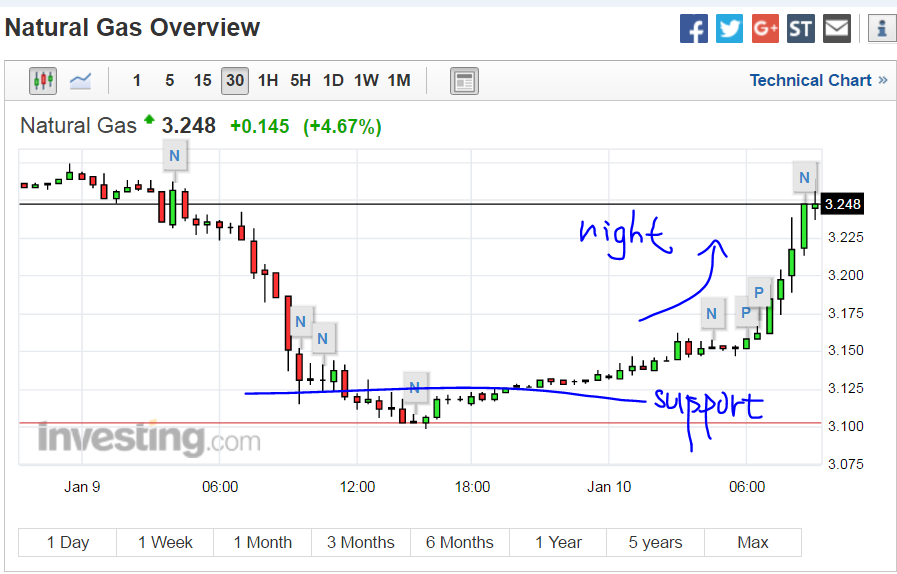 Natural Gas Overview
G+ ST i
1 5 15 30 1H 5H 1D 1W 1M Technical Chart »
Natural Gas 3.248 +0.145 (+4.67%)
N
N
3.248
night
3.225
3.200
P
3.175
N
N P
N
3.150
N
3.125
support
3.100
investing.com
3.075
Jan 9 06:00 12:00 18:00 Jan 10 06:00
1 Day 1 Week 1 Month 3 Months 6 Months 1 Year 5 years Max